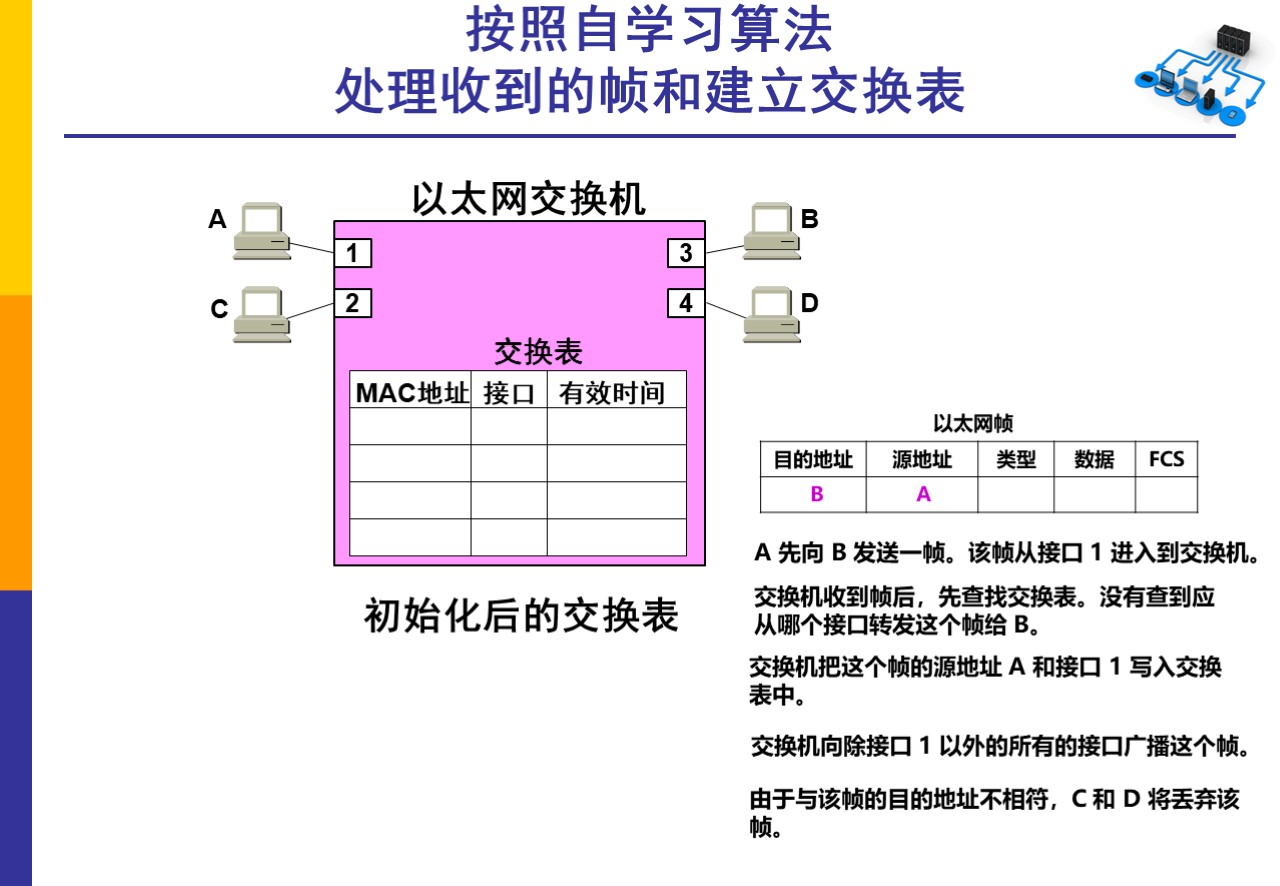 按照自学习算法
处理收到的帧和建立交换表
以太网交换机
A
B
1
3
C
2
4
D
交换表
MAC地址 接口 有效时间
初始化后的交换表
以太网帧
目的地址 源地址 类型 数据 FCS
B A
A 先向 B 发送一帧。该帧从接口 1 进入到交换机。
交换机收到帧后，先查找交换表。没有查到应
从哪个接口转发这个帧给 B。
交换机把这个帧的源地址 A 和接口 1 写入交换
表中。
交换机向除接口 1 以外的所有的接口广播这个帧。
由于与该帧的目的地址不相符，C 和 D 将丢弃该
帧。